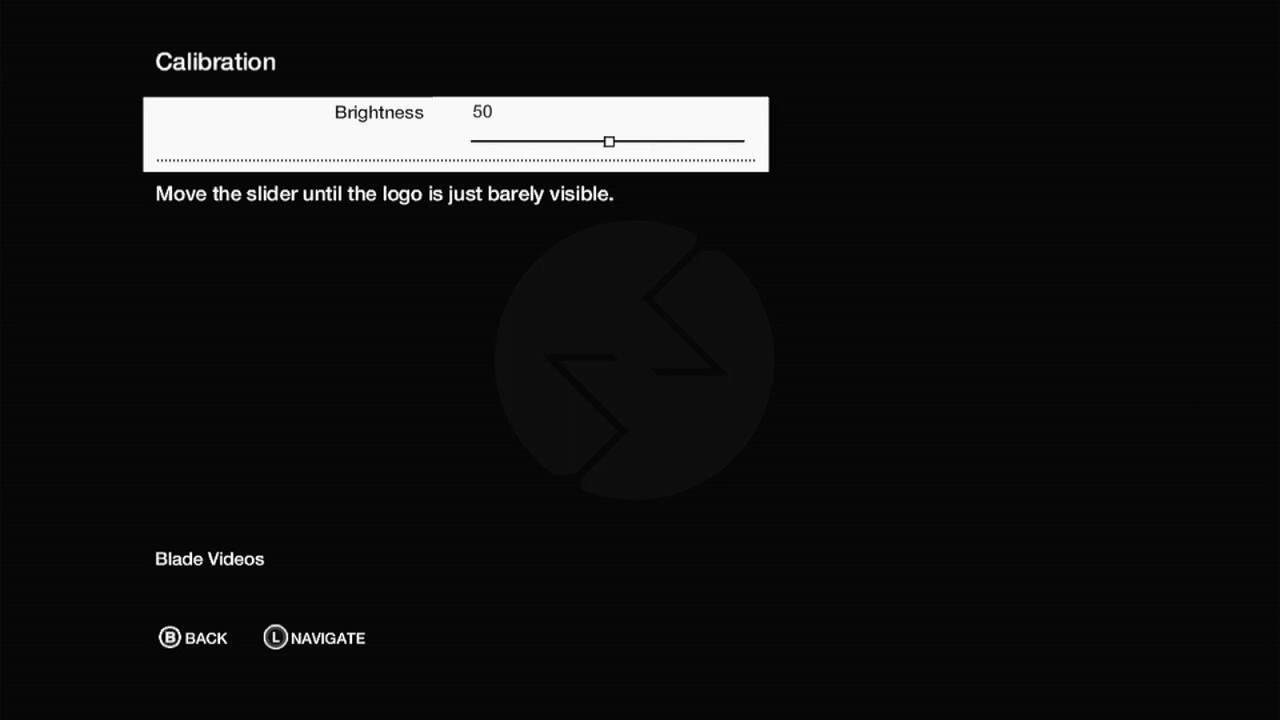 Calibration
Brightness 50
Move the slider until the logo is just barely visible.
Blade Videos
B BACK L NAVIGATE